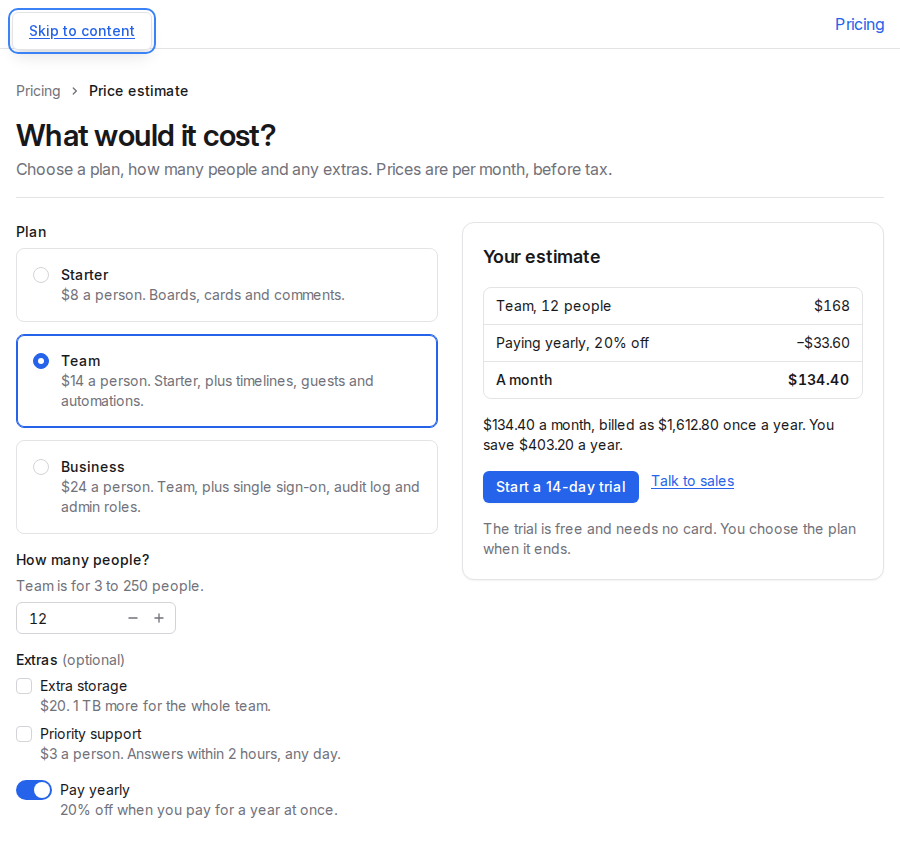 Skip to content
Pricing
Pricing > Price estimate
What would it cost?
Choose a plan, how many people and any extras. Prices are per month, before tax.
Plan
Starter
$8 a person. Boards, cards and comments.
Team
$14 a person. Starter, plus timelines, guests and
automations.
Business
$24 a person. Team, plus single sign-on, audit log and
admin roles.
How many people?
Team is for 3 to 250 people.
12
Extras (optional)
Extra storage
$20. 1 TB more for the whole team.
Priority support
$3 a person. Answers within 2 hours, any day.
Pay yearly
20% off when you pay for a year at once.
Your estimate
Team, 12 people $168
Paying yearly, 20% off −$33.60
A month $134.40
$134.40 a month, billed as $1,612.80 once a year. You
save $403.20 a year.
Start a 14-day trial Talk to sales
The trial is free and needs no card. You choose the plan
when it ends.